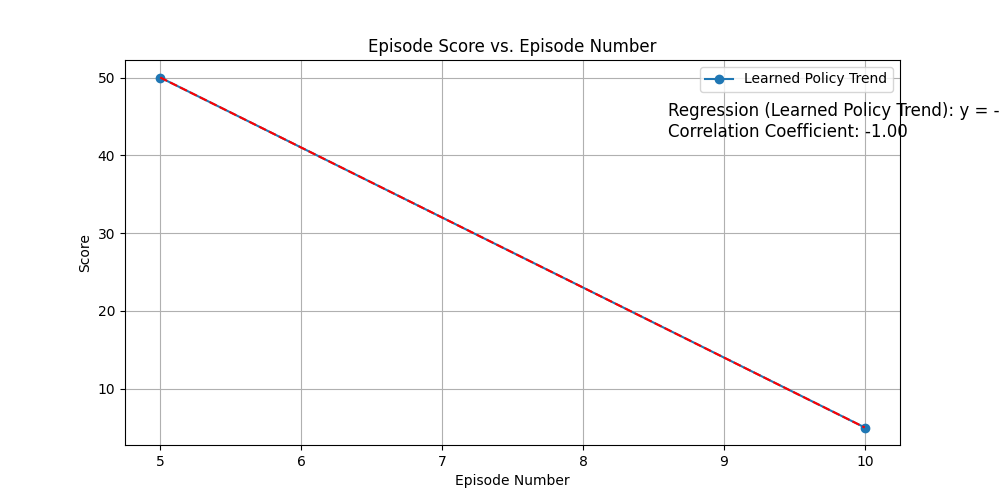 Episode Score vs. Episode Number
Learned Policy Trend
Regression (Learned Policy Trend): y = -
Correlation Coefficient: -1.00
Score
50
40
30
20
10
5
6
7
8
9
10
Episode Number